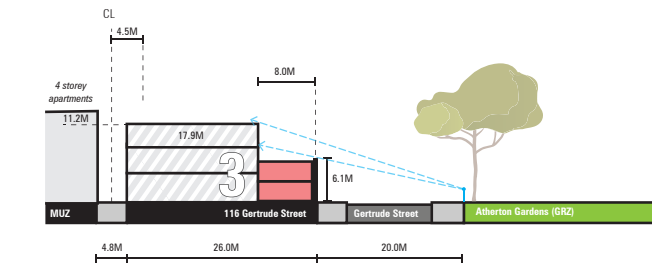 CL
4.5M
8.0M
4 storey
apartments
11.2M
17.9M
3
6.1M
MUZ
116 Gertrude Street
Gertrude Street
Atherton Gardens (GRZ)
4.8M
26.0M
20.0M